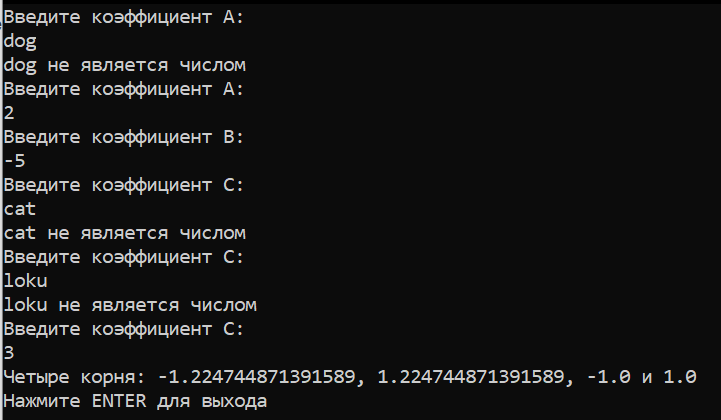 Введите коэффициент A:
dog
dog не является числом
Введите коэффициент A:
2
Введите коэффициент B:
-5
Введите коэффициент C:
cat
cat не является числом
Введите коэффициент C:
loku
loku не является числом
Введите коэффициент C:
3
Четыре корня: -1.224744871391589, 1.224744871391589, -1.0 и 1.0
Нажмите ENTER для выхода